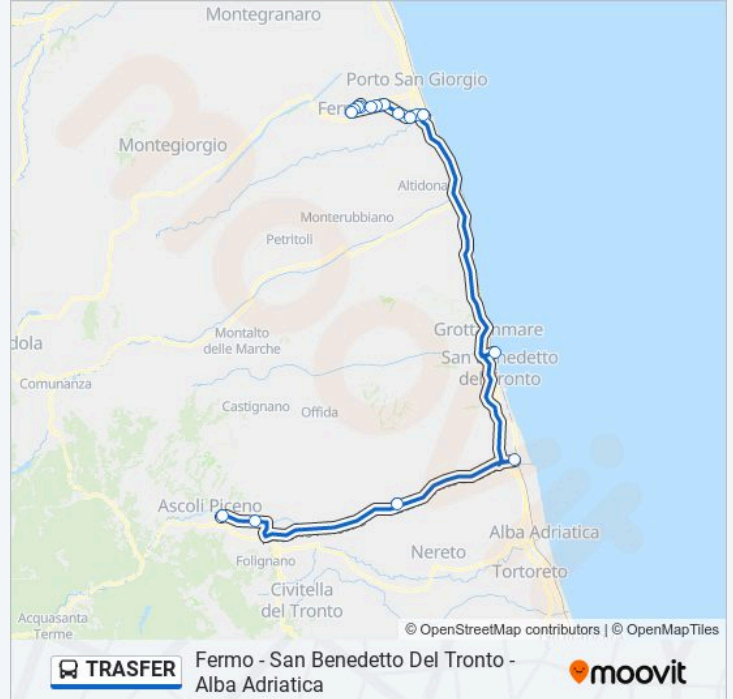 Montegranaro
Porto San Giorgio
Fermo
Montegiorgio
Altidona
Monterubbiano
Petritoli
Grottammare
Montalto
delle Marche
San Benedetto
del Tronto
dola
Comunanza
Castignano
Offida
Ascoli Piceno
Alba Adriatica
Nereto
Folignano
Tortoreto
Civitella
del Tronto
Acquasanta
Terme
© OpenStreetMap contributors | © OpenMapTiles
TRASFER
Fermo - San Benedetto Del Tronto -
Alba Adriatica
moovit